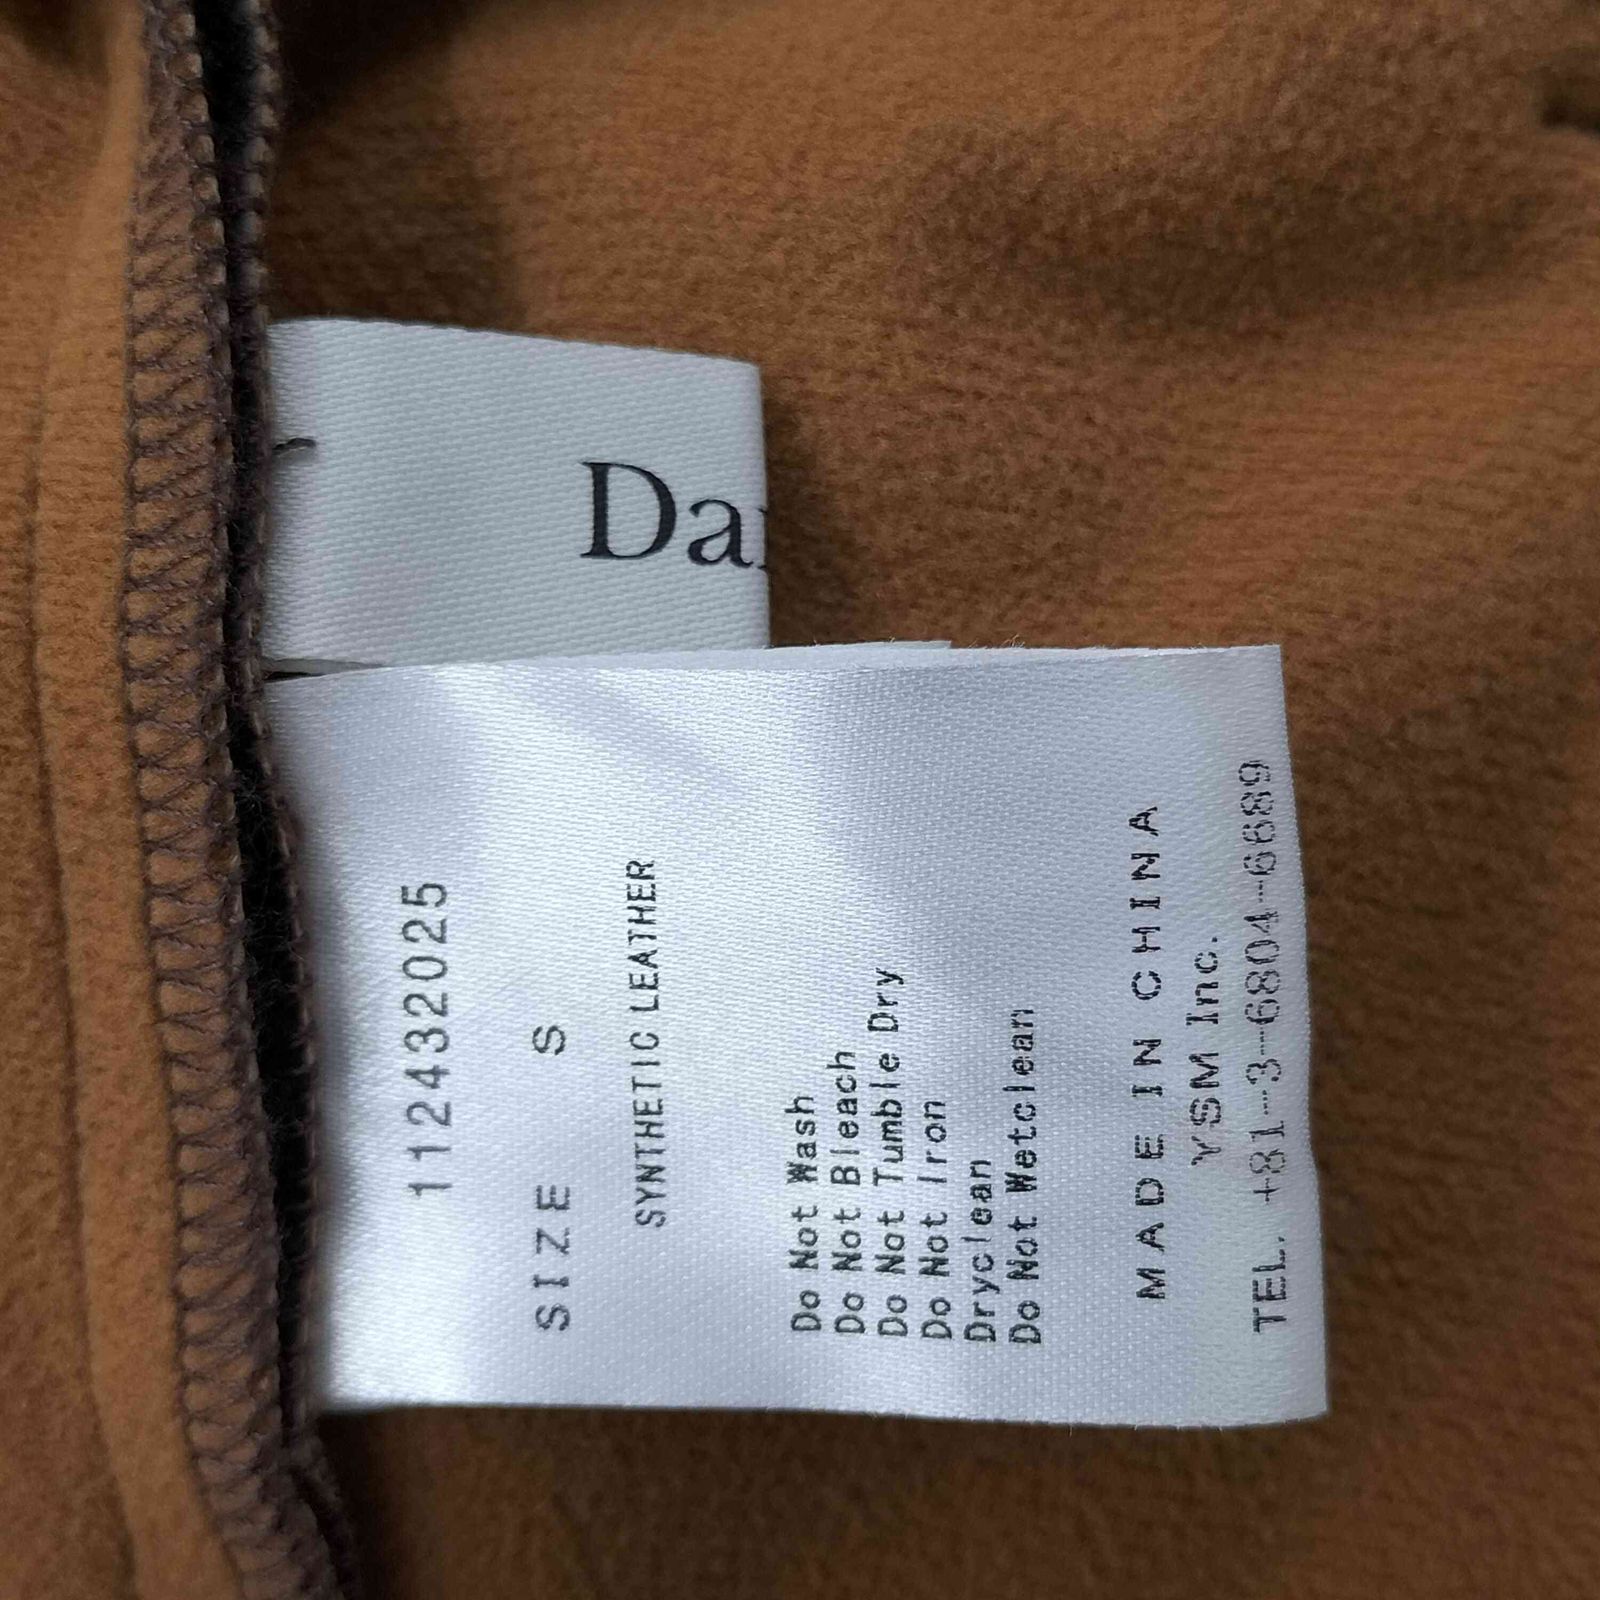 Da
112432025
SIZE S
SYNTHETIC LEATHER
Do Not Wash
Do Not Bleach
Do Not Tumble Dry
Do Not Iron
Dryclean
Do Not Wetclean
MADE IN CHINA
YSM Inc.
TEL. +81-3-6804-6689